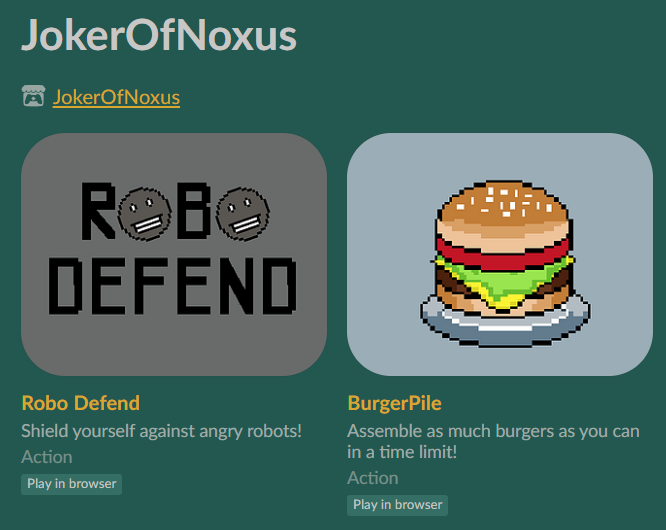 JokerOfNoxus
JokerOfNoxus
ROBO
DEFEND
Robo Defend
Shield yourself against angry robots!
Action
Play in browser
BurgerPile
Assemble as much burgers as you can
in a time limit!
Action
Play in browser